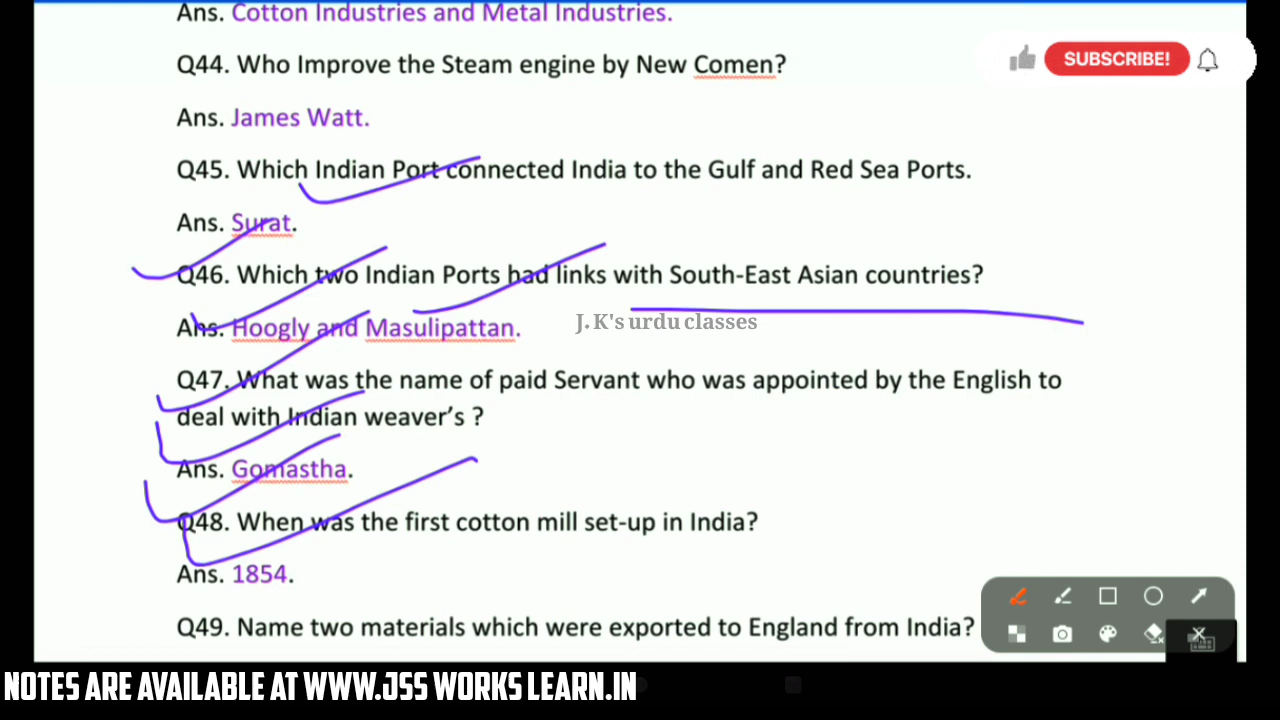 Ans. Cotton Industries and Metal Industries.
Q44. Who Improve the Steam engine by New Comen?
SUBSCRIBE!
Ans. James Watt.
Q45. Which Indian Port connected India to the Gulf and Red Sea Ports.
Ans. Surat.
Q46. Which two Indian Ports had links with South-East Asian countries?
Ans. Hoogly and Masulipattan.
J. K's urdu classes
Q47. What was the name of paid Servant who was appointed by the English to
deal with Indian weaver's ?
Ans. Gomastha.
Q48. When was the first cotton mill set-up in India?
Ans. 1854.
Q49. Name two materials which were exported to England from India?
NOTES ARE AVAILABLE AT WWW.JSS WORKS LEARN.IN